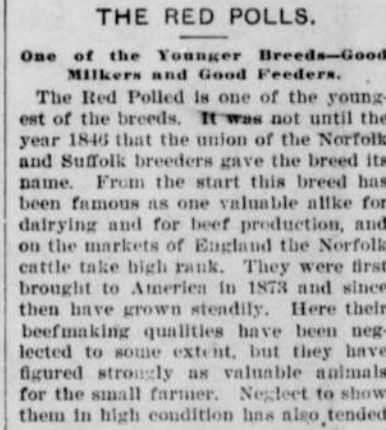 THE RED POLLS.
One of the Younger Breeds—Good
Milkers and Good Feeders.
The Red Polled is one of the young-
est of the breeds. It was not until the
year 1846 that the union of the Norfolk
and Suffolk breeders gave the breed its
name. From the start this breed has
been famous as one valuable alike for
dairying and for beef production, and
on the markets of England the Norfolk
cattle take high rank. They were first
brought to America in 1873 and since
then have grown steadily. Here their
beefmaking qualities have been neg-
lected to some extent, but they have
figured strongly as valuable animals
for the small farmer. Neglect to show
them in high condition has also tended